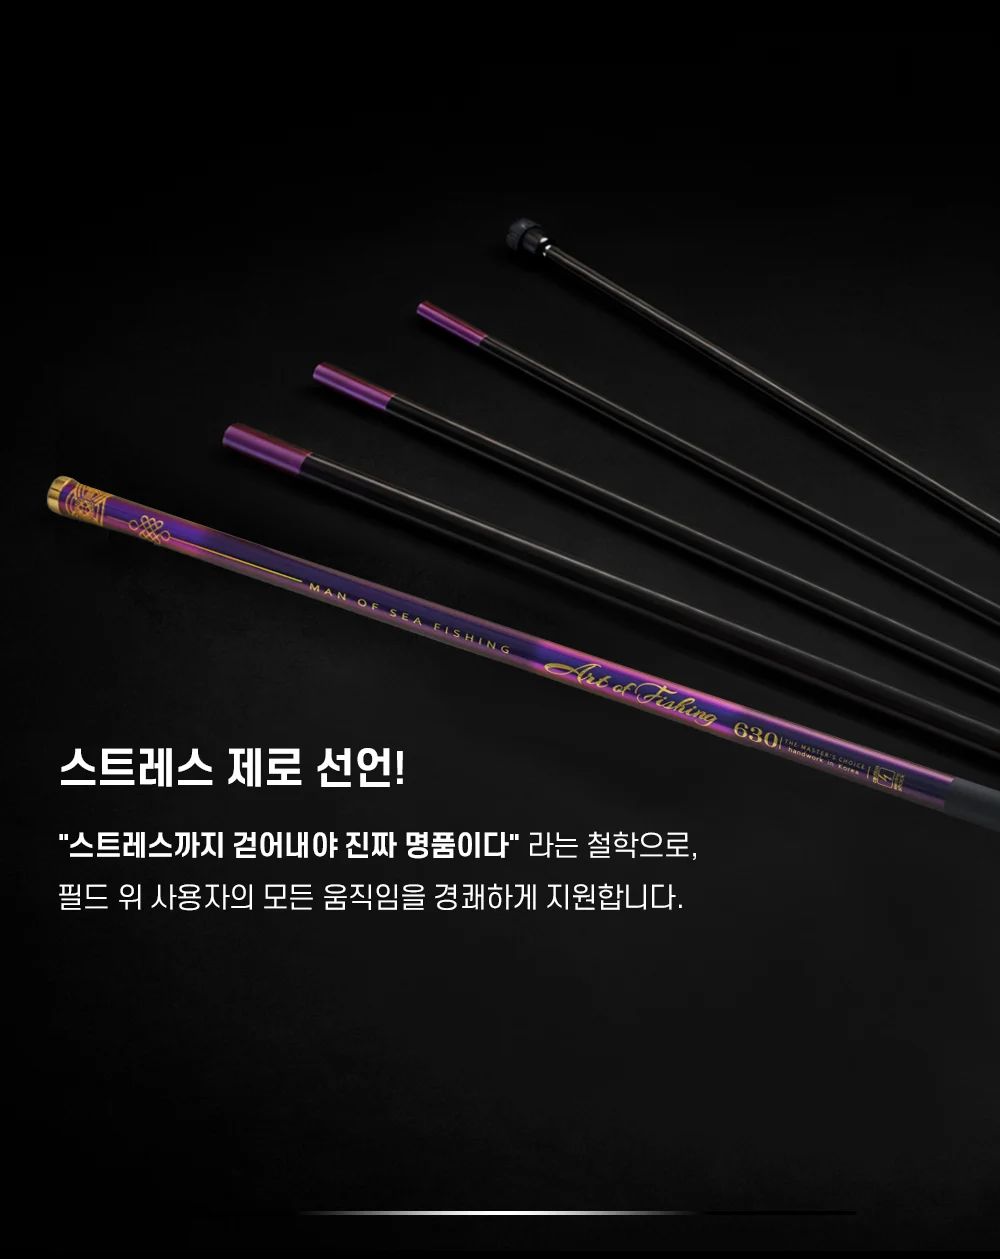 MAN OF SEA FISHING
Art of Fishing 630
THE MASTER'S CHOICE
handwork in Korea
스트레스 제로 선언!
"스트레스까지 걷어내야 진짜 명품이다" 라는 철학으로,
필드 위 사용자의 모든 움직임을 경쾌하게 지원합니다.